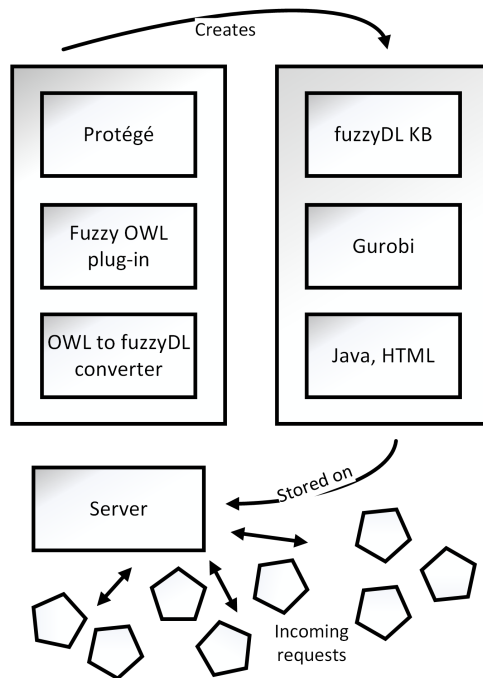 Creates
Protégé
fuzzyDL KB
Fuzzy OWL
plug-in
Gurobi
OWL to fuzzyDL
converter
Java, HTML
Stored on
Server
Incoming
requests